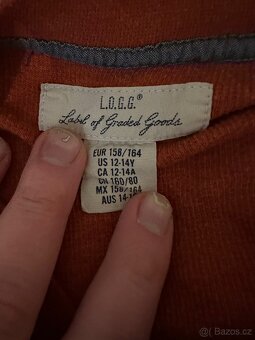 L.O.G.G.®
Label of Graded Goods
EUR 158/164
US 12-14Y
CA 12-14A
CN 160/80
MX 158/164
AUS 14-
©Bazos.cz